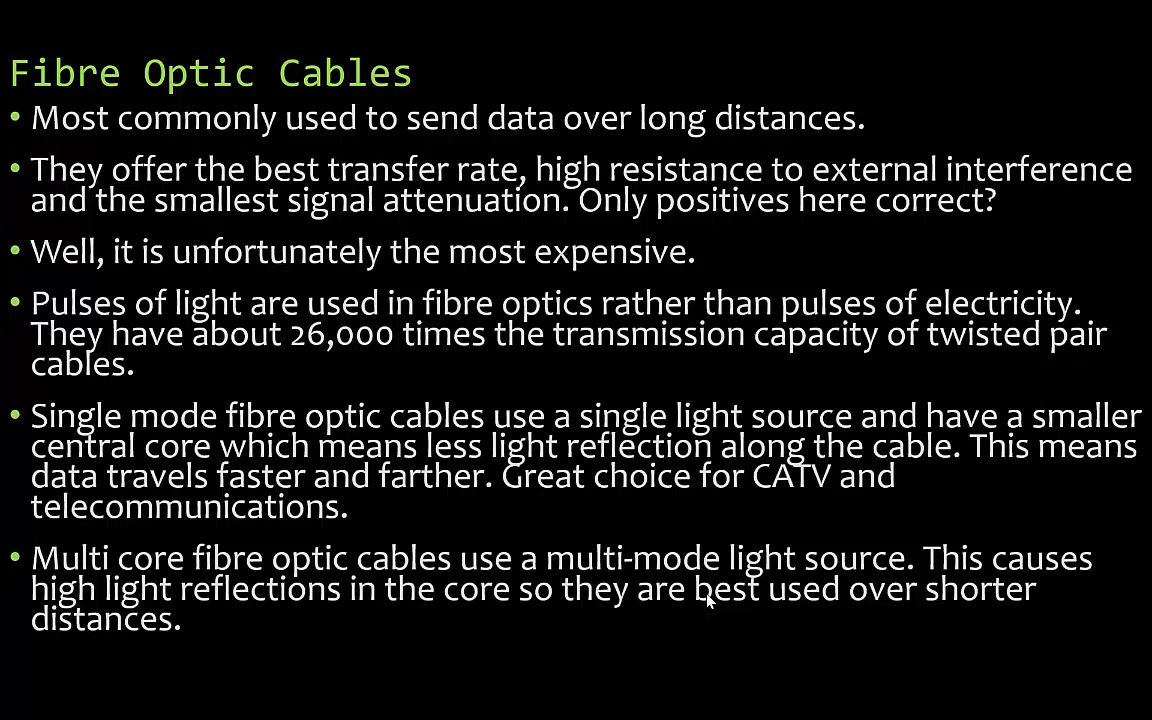 Fibre Optic Cables
• Most commonly used to send data over long distances.
• They offer the best transfer rate, high resistance to external interference
and the smallest signal attenuation. Only positives here correct?
• Well, it is unfortunately the most expensive.
• Pulses of light are used in fibre optics rather than pulses of electricity.
They have about 26,000 times the transmission capacity of twisted pair
cables.
• Single mode fibre optic cables use a single light source and have a smaller
central core which means less light reflection along the cable. This means
data travels faster and farther. Great choice for CATV and
telecommunications.
• Multi core fibre optic cables use a multi-mode light source. This causes
high light reflections in the core so they are best used over shorter
distances.